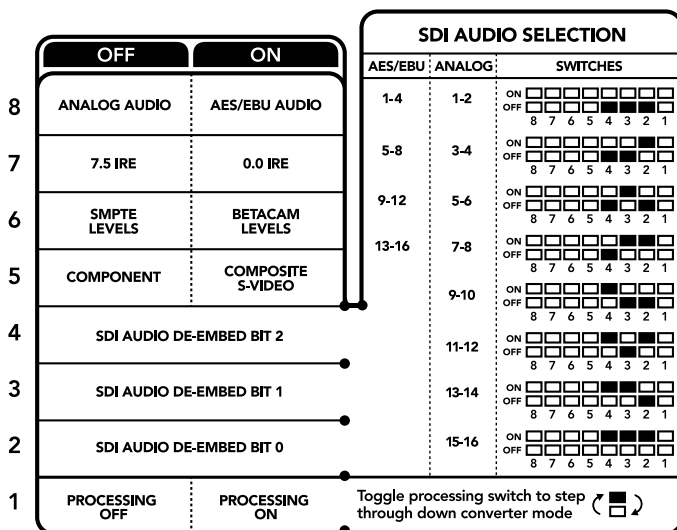 OFF ON
8 ANALOG AUDIO AES/EBU AUDIO
7 7.5 IRE 0.0 IRE
6 SMPTE LEVELS BETACAM LEVELS
5 COMPONENT COMPOSITE S-VIDEO
4 SDI AUDIO DE-EMBED BIT 2
3 SDI AUDIO DE-EMBED BIT 1
2 SDI AUDIO DE-EMBED BIT 0
1 PROCESSING OFF PROCESSING ON
SDI AUDIO SELECTION
AES/EBU ANALOG SWITCHES
1-4 1-2 ON
OFF
8 7 6 5 4 3 2 1
5-8 3-4 ON
OFF
8 7 6 5 4 3 2 1
9-12 5-6 ON
OFF
8 7 6 5 4 3 2 1
13-16 7-8 ON
OFF
8 7 6 5 4 3 2 1
9-10 ON
OFF
8 7 6 5 4 3 2 1
11-12 ON
OFF
8 7 6 5 4 3 2 1
13-14 ON
OFF
8 7 6 5 4 3 2 1
15-16 ON
OFF
8 7 6 5 4 3 2 1
Toggle processing switch to step
through down converter mode